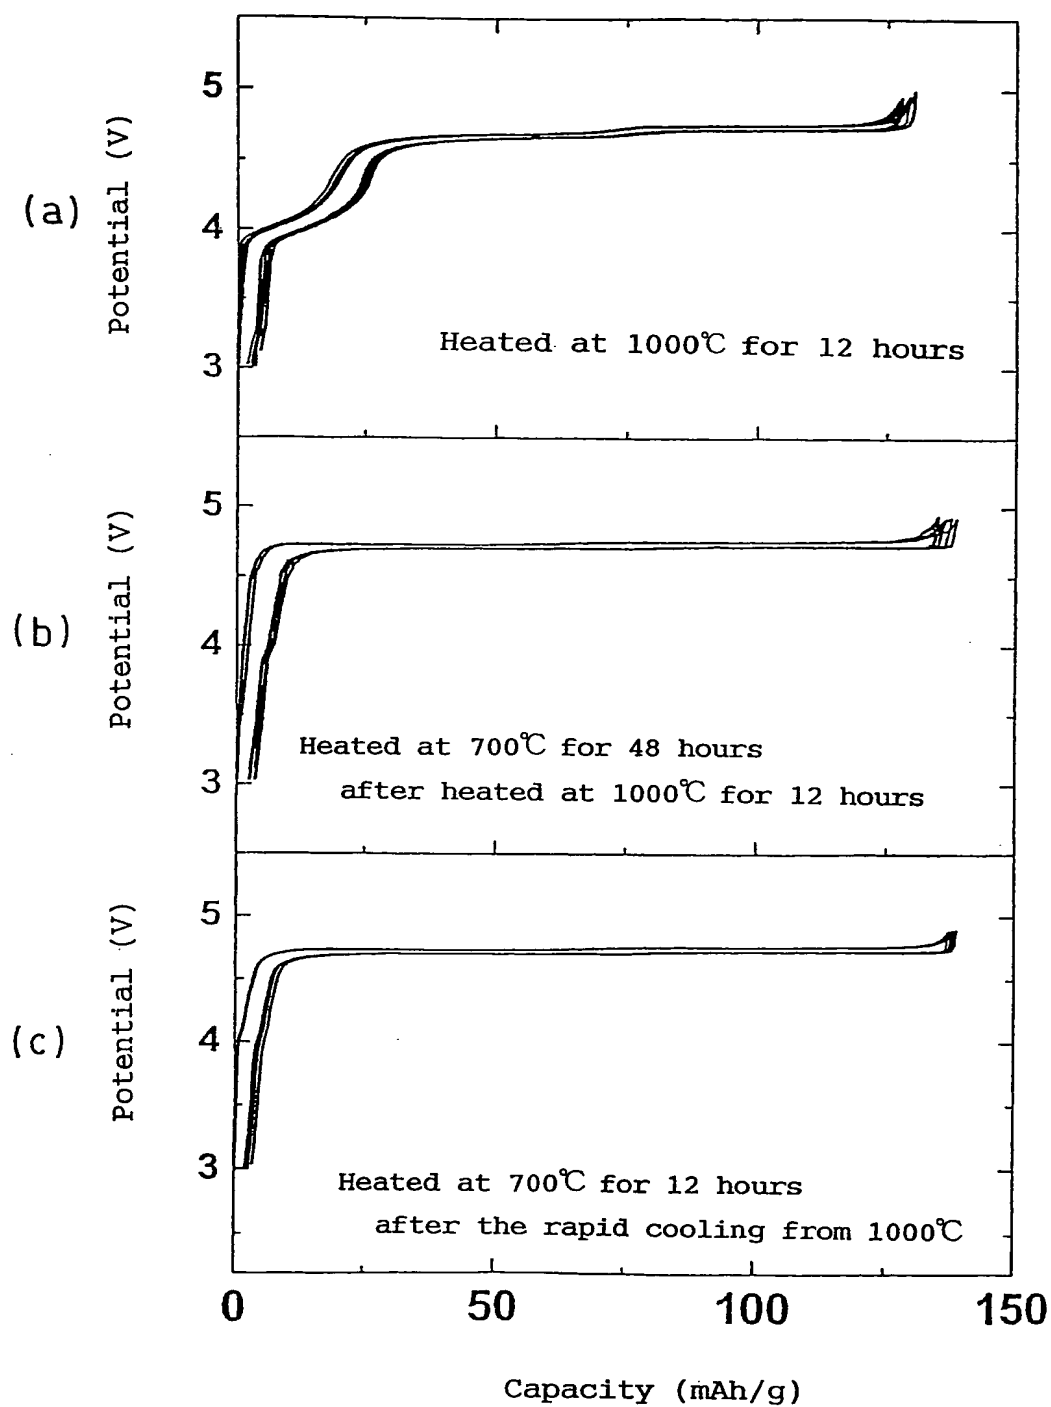 5
4
3
(a)
Potential (V)
Heated at 1000℃ for 12 hours
5
4
3
(b)
Potential (V)
Heated at 700℃ for 48 hours
after heated at 1000℃ for 12 hours
5
4
3
(c)
Potential (V)
Heated at 700℃ for 12 hours
after the rapid cooling from 1000℃
0 50 100 150
Capacity (mAh/g)